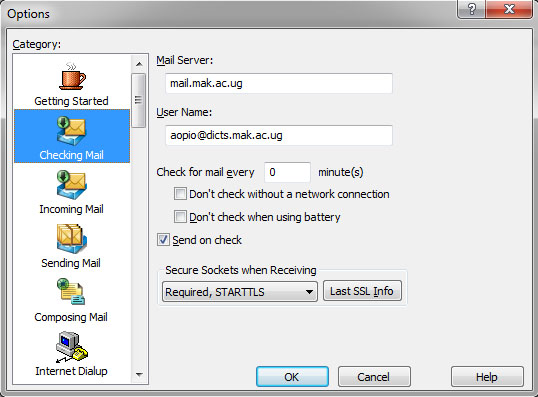 Options
Category:
Getting Started
Checking Mail
Incoming Mail
Sending Mail
Composing Mail
Internet Dialup
Mail Server:
mail.mak.ac.ug
User Name:
aopio@dicts.mak.ac.ug
Check for mail every 0 minute(s)
Don't check without a network connection
Don't check when using battery
Send on check
Secure Sockets when Receiving
Required, STARTTLS
Last SSL Info
OK
Cancel
Help